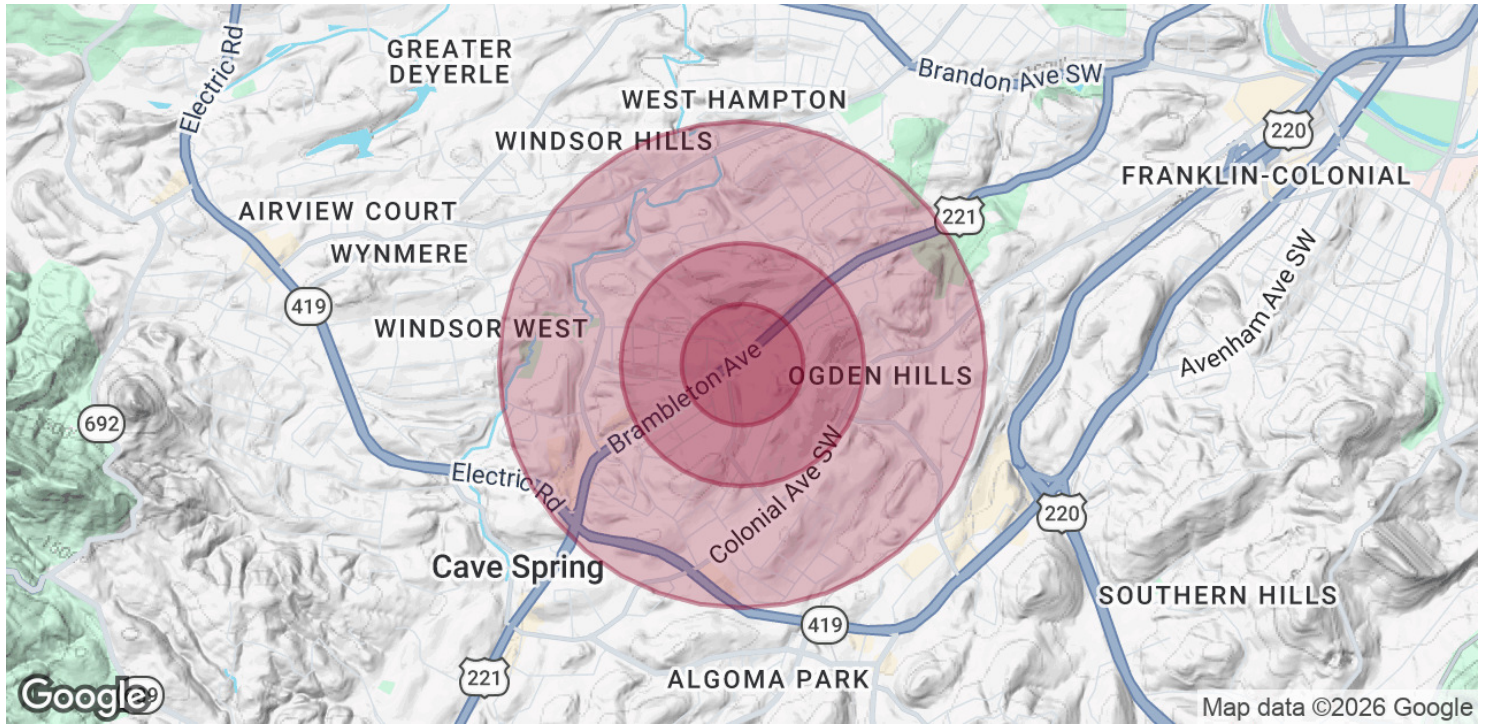 GREATER
DEYERLE
Electric Rd
Brandon Ave SW
WEST HAMPTON
220
WINDSOR HILLS
FRANKLIN-COLONIAL
AIRVIEW COURT
221
WYNMERE
419
Avenham Ave SW
WINDSOR WEST
Brambleton Ave
OGDEN HILLS
692
Electric Rd
Colonial Ave SW
220
Cave Spring
SOUTHERN HILLS
419
221
ALGOMA PARK
Google
Map data ©2026 Google